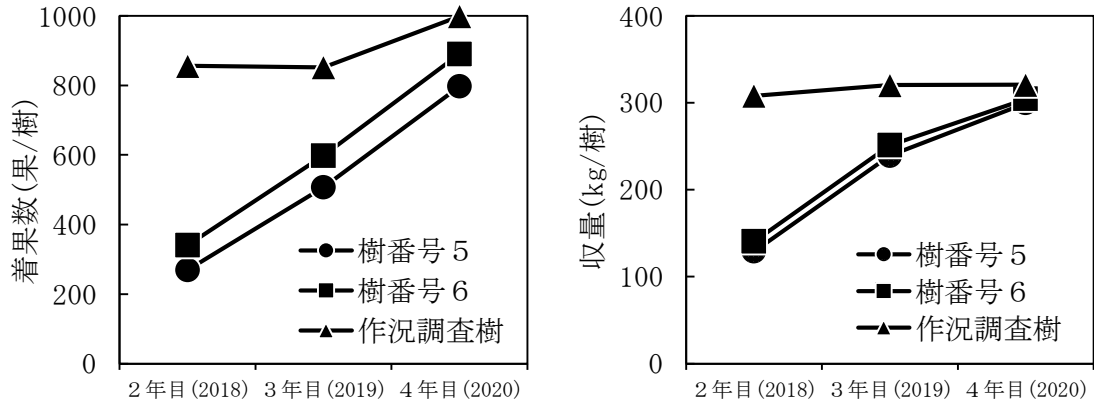 着果数(果/樹)
1000
800
600
400
200
0
樹番号５
樹番号６
作況調査樹
２年目(2018) ３年目(2019) ４年目(2020)
収量(kg/樹)
400
300
200
100
0
樹番号５
樹番号６
作況調査樹
２年目(2018) ３年目(2019) ４年目(2020)